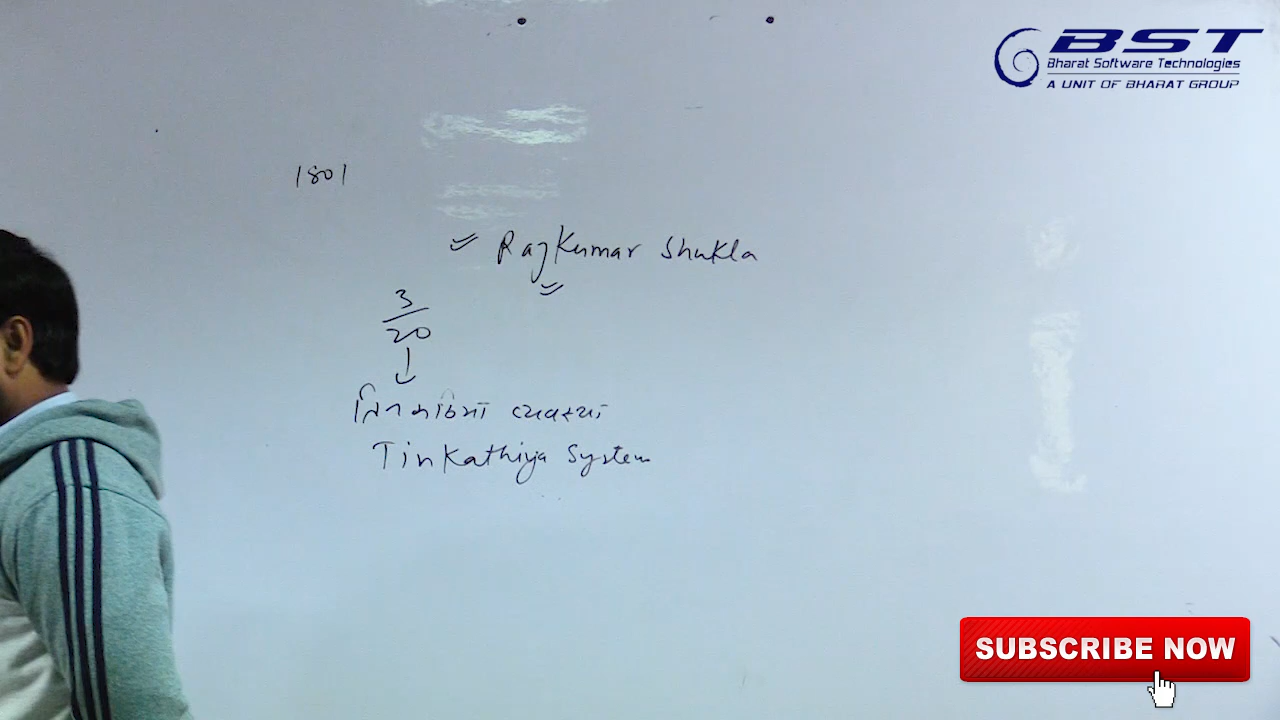 BST
Bharat Software Technologies
A UNIT OF BHARAT GROUP
1801
Rajkumar Shukla
3
20
તિનકઠિયા વ્યવસ્થા
Tinkathiya System
SUBSCRIBE NOW